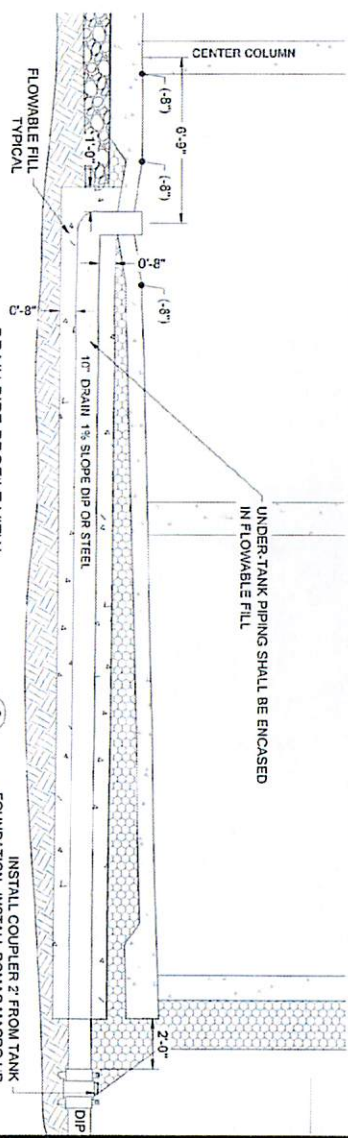 CENTER COLUMN
6'-9"
(-8")
(-8")
(-8")
1'-0"
0'-8"
0'-8"
FLOWABLE FILL
TYPICAL
10" DRAIN 1% SLOPE DIP OR STEEL
UNDER-TANK PIPING SHALL BE ENCASED
IN FLOWABLE FILL
2'-0"
DIP
INSTALL COUPLER 2' FROM TANK